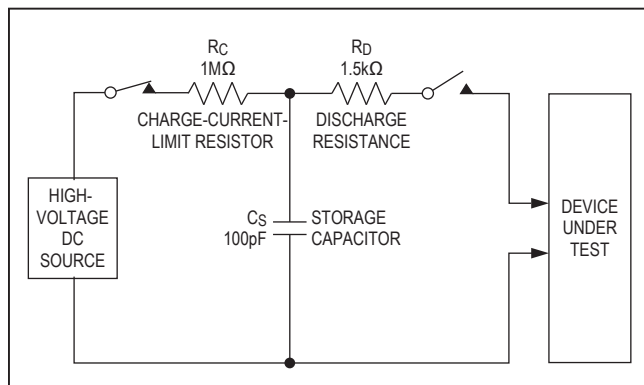 RC
1MΩ
CHARGE-CURRENT-
LIMIT RESISTOR
RD
1.5kΩ
DISCHARGE
RESISTANCE
HIGH-
VOLTAGE
DC
SOURCE
CS
100pF
STORAGE
CAPACITOR
DEVICE
UNDER
TEST